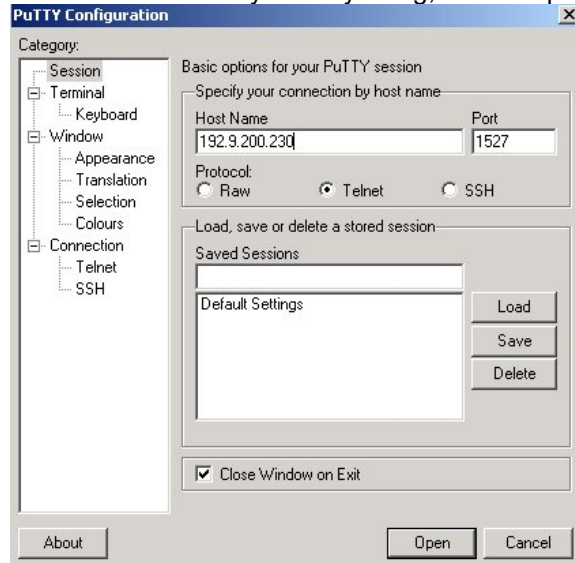 PuTTY Configuration
Category:
Session
Terminal
Keyboard
Window
Appearance
Translation
Selection
Colours
Connection
Telnet
SSH
Basic options for your PuTTY session
Specify your connection by host name
Host Name Port
192.9.200.230 1527
Protocol:
Raw Telnet SSH
Load, save or delete a stored session
Saved Sessions
Default Settings
Load
Save
Delete
Close Window on Exit
About Open Cancel